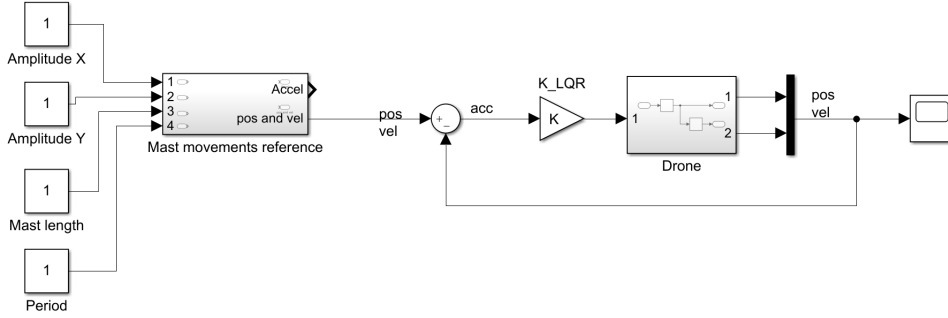 1
Amplitude X
1
Amplitude Y
1
Mast length
1
Period
1
2
3
4
Accel
pos and vel
Mast movements reference
pos
vel
+
−
acc
K_LQR
K
1
1
2
Drone
pos
vel